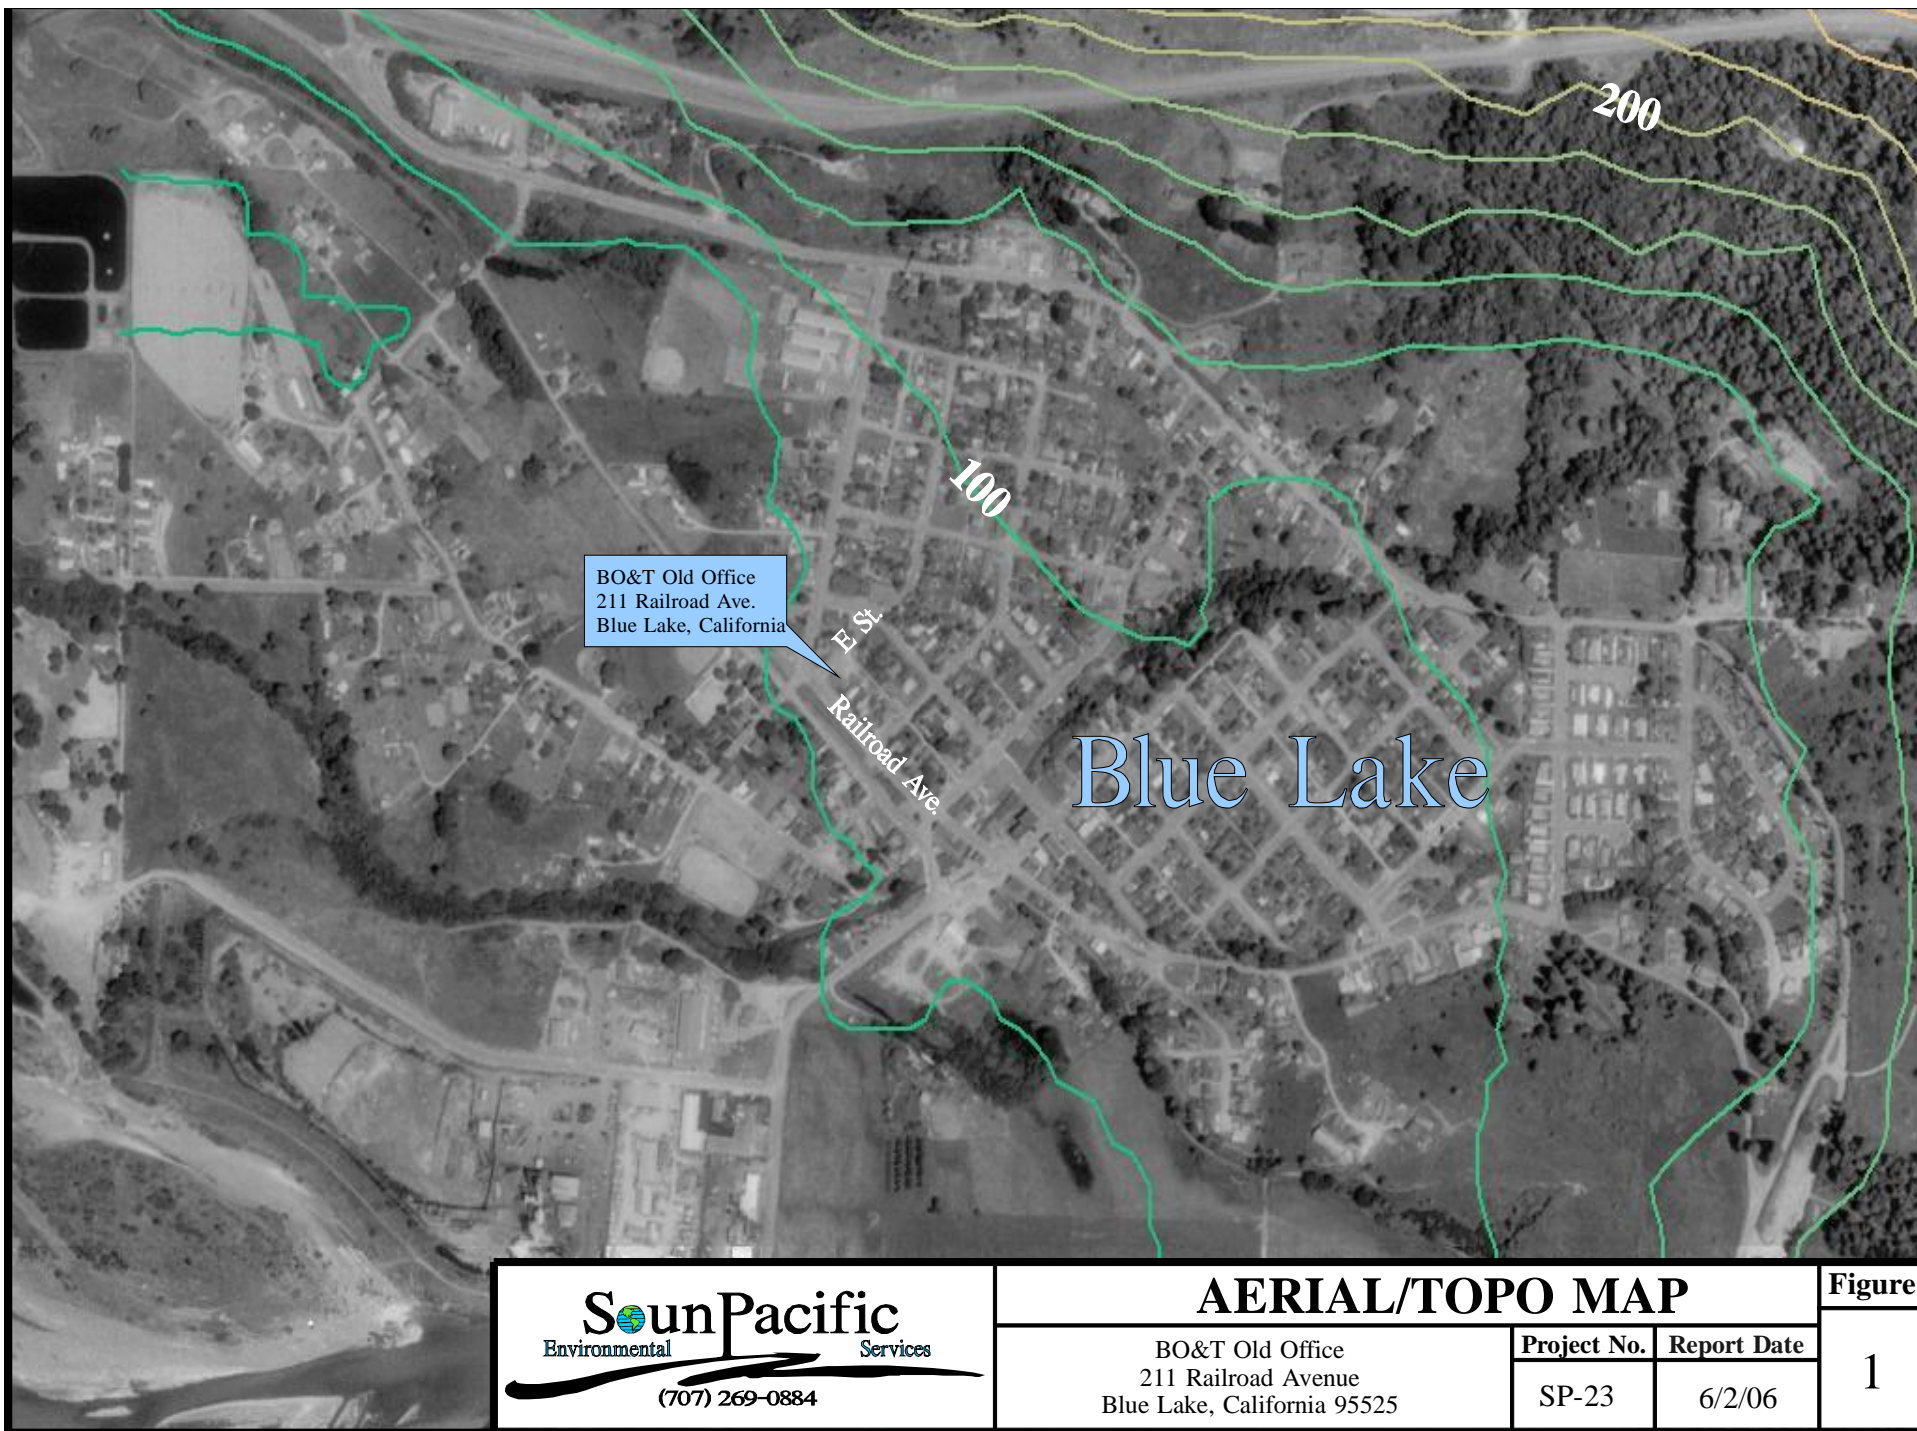 200
100
BO&T Old Office
211 Railroad Ave.
Blue Lake, California
E St.
Railroad Ave.
Blue Lake
SounPacific
Environmental Services
(707) 269-0884
AERIAL/TOPO MAP
BO&T Old Office
211 Railroad Avenue
Blue Lake, California 95525
Project No.
SP-23
Report Date
6/2/06
Figure
1